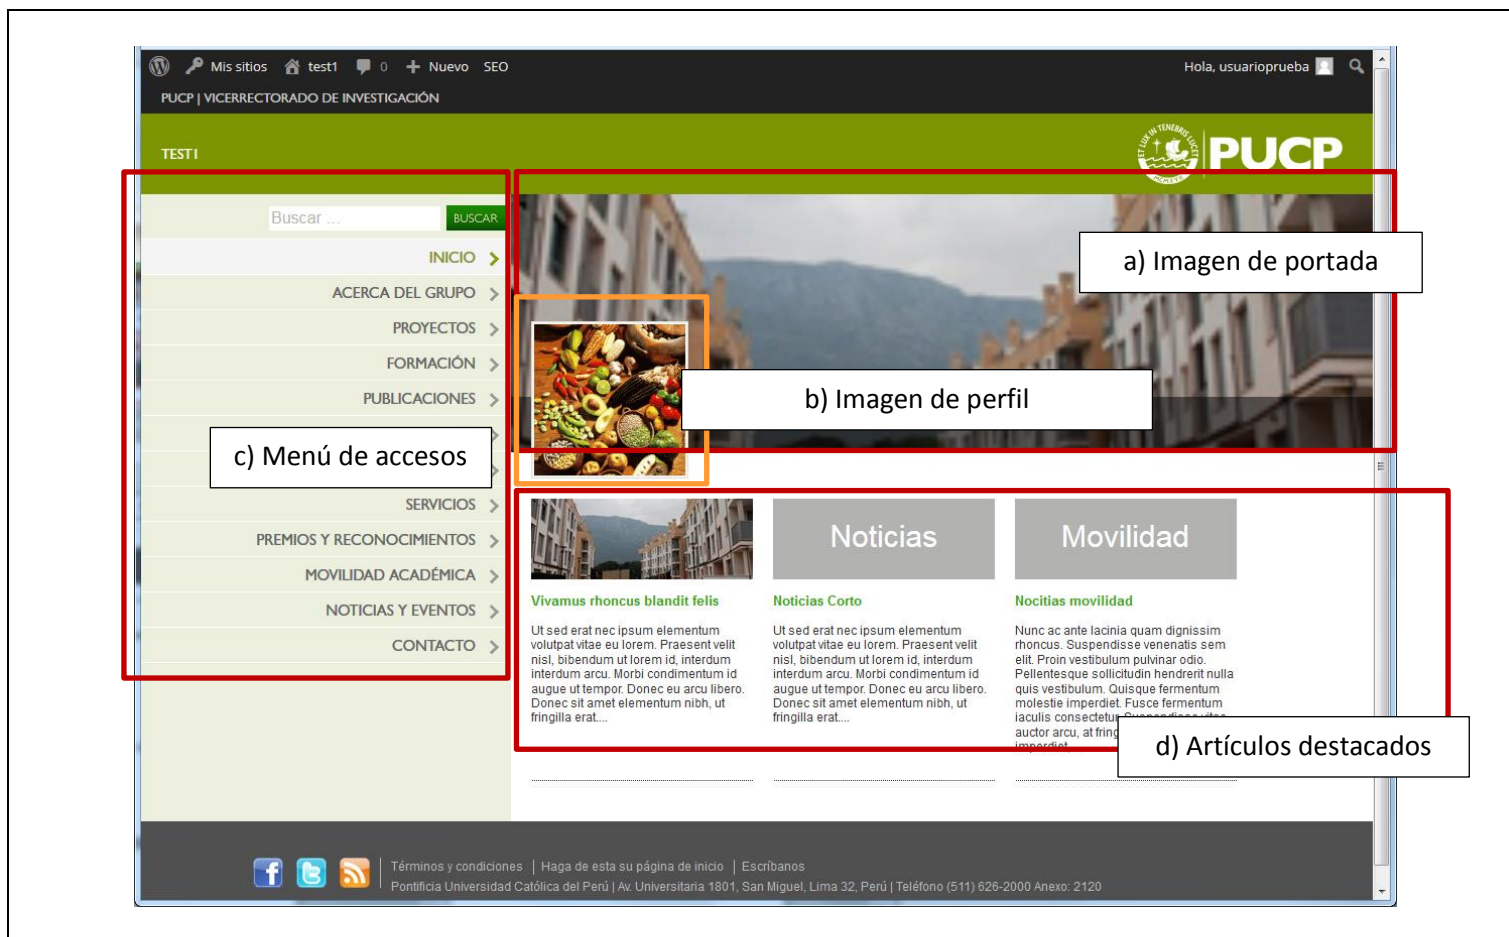 Mis sitios test1 0 Nuevo SEO Hola, usuarioprueba
PUCP | VICERRECTORADO DE INVESTIGACIÓN
TEST I
ET LUX IN TENEBRIS LUCET
MCMXVII
PUCP
Buscar ... BUSCAR
INICIO
ACERCA DEL GRUPO
PROYECTOS
FORMACIÓN
PUBLICACIONES
SERVICIOS
PREMIOS Y RECONOCIMIENTOS
MOVILIDAD ACADÉMICA
NOTICIAS Y EVENTOS
CONTACTO
c) Menú de accesos
a) Imagen de portada
b) Imagen de perfil
Vivamus rhoncus blandit felis
Ut sed erat nec ipsum elementum
volutpat vitae eu lorem. Praesent velit
nisl, bibendum ut lorem id, interdum
interdum arcu. Morbi condimentum id
augue ut tempor. Donec eu arcu libero.
Donec sit amet elementum nibh, ut
fringilla erat....
Noticias
Noticias Corto
Ut sed erat nec ipsum elementum
volutpat vitae eu lorem. Praesent velit
nisl, bibendum ut lorem id, interdum
interdum arcu. Morbi condimentum id
augue ut tempor. Donec eu arcu libero.
Donec sit amet elementum nibh, ut
fringilla erat....
Movilidad
Nocitias movilidad
Nunc ac ante lacinia quam dignissim
rhoncus. Suspendisse venenatis sem
elit. Proin vestibulum pulvinar odio.
Pellentesque sollicitudin hendrerit nulla
quis vestibulum. Quisque fermentum
molestie imperdiet. Fusce fermentum
iaculis consectetur. Suspendisse vitae
auctor arcu, at fring
imperdiet
d) Artículos destacados
Términos y condiciones | Haga de esta su página de inicio | Escríbanos
Pontificia Universidad Católica del Perú | Av. Universitaria 1801, San Miguel, Lima 32, Perú | Teléfono (511) 626-2000 Anexo: 2120